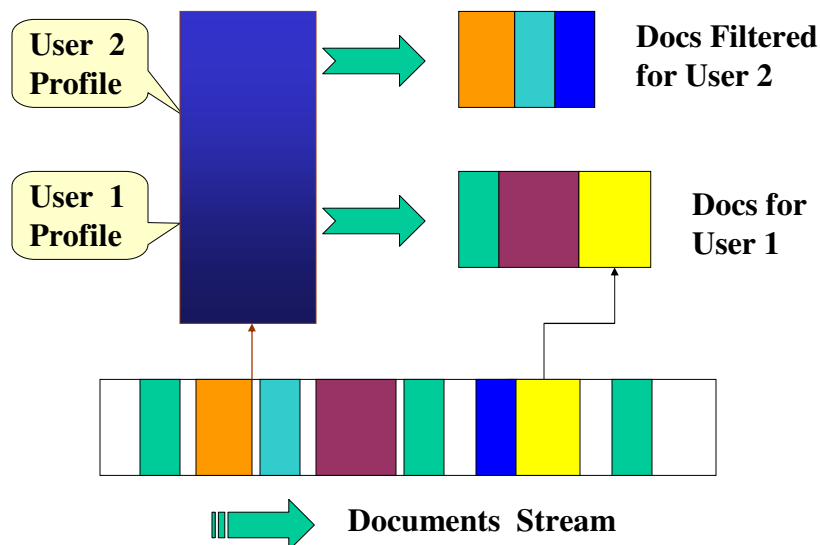 User 2
Profile
Docs Filtered
for User 2
User 1
Profile
Docs for
User 1
Documents Stream